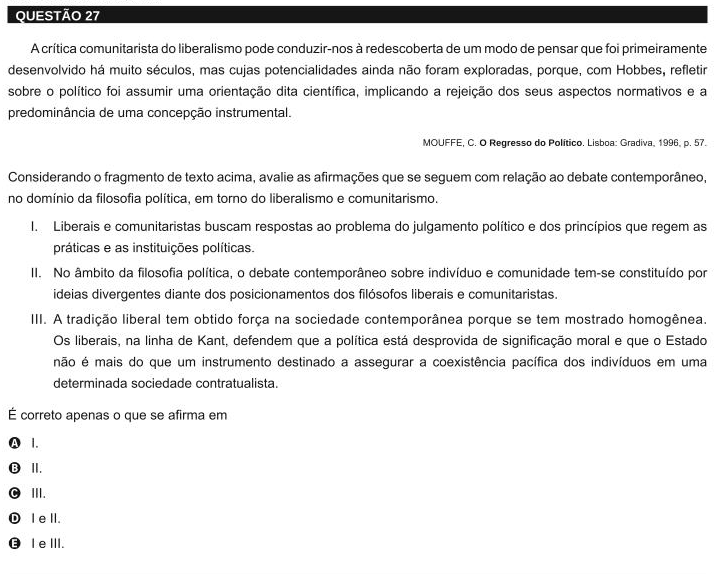 QUESTÃO 27
A crítica comunitarista do liberalismo pode conduzir-nos à redescoberta de um modo de pensar que foi primeiramente
desenvolvido há muito séculos, mas cujas potencialidades ainda não foram exploradas, porque, com Hobbes, refletir
sobre o político foi assumir uma orientação dita científica, implicando a rejeição dos seus aspectos normativos e a
predominância de uma concepção instrumental.
MOUFFE, C. O Regresso do Político. Lisboa: Gradiva, 1996, p. 57.
Considerando o fragmento de texto acima, avalie as afirmações que se seguem com relação ao debate contemporâneo,
no domínio da filosofia política, em torno do liberalismo e comunitarismo.
I. Liberais e comunitaristas buscam respostas ao problema do julgamento político e dos princípios que regem as
práticas e as instituições políticas.
II. No âmbito da filosofia política, o debate contemporâneo sobre indivíduo e comunidade tem-se constituído por
ideias divergentes diante dos posicionamentos dos filósofos liberais e comunitaristas.
III. A tradição liberal tem obtido força na sociedade contemporânea porque se tem mostrado homogênea.
Os liberais, na linha de Kant, defendem que a política está desprovida de significação moral e que o Estado
não é mais do que um instrumento destinado a assegurar a coexistência pacífica dos indivíduos em uma
determinada sociedade contratualista.
É correto apenas o que se afirma em
A I.
B II.
C III.
D I e II.
E I e III.